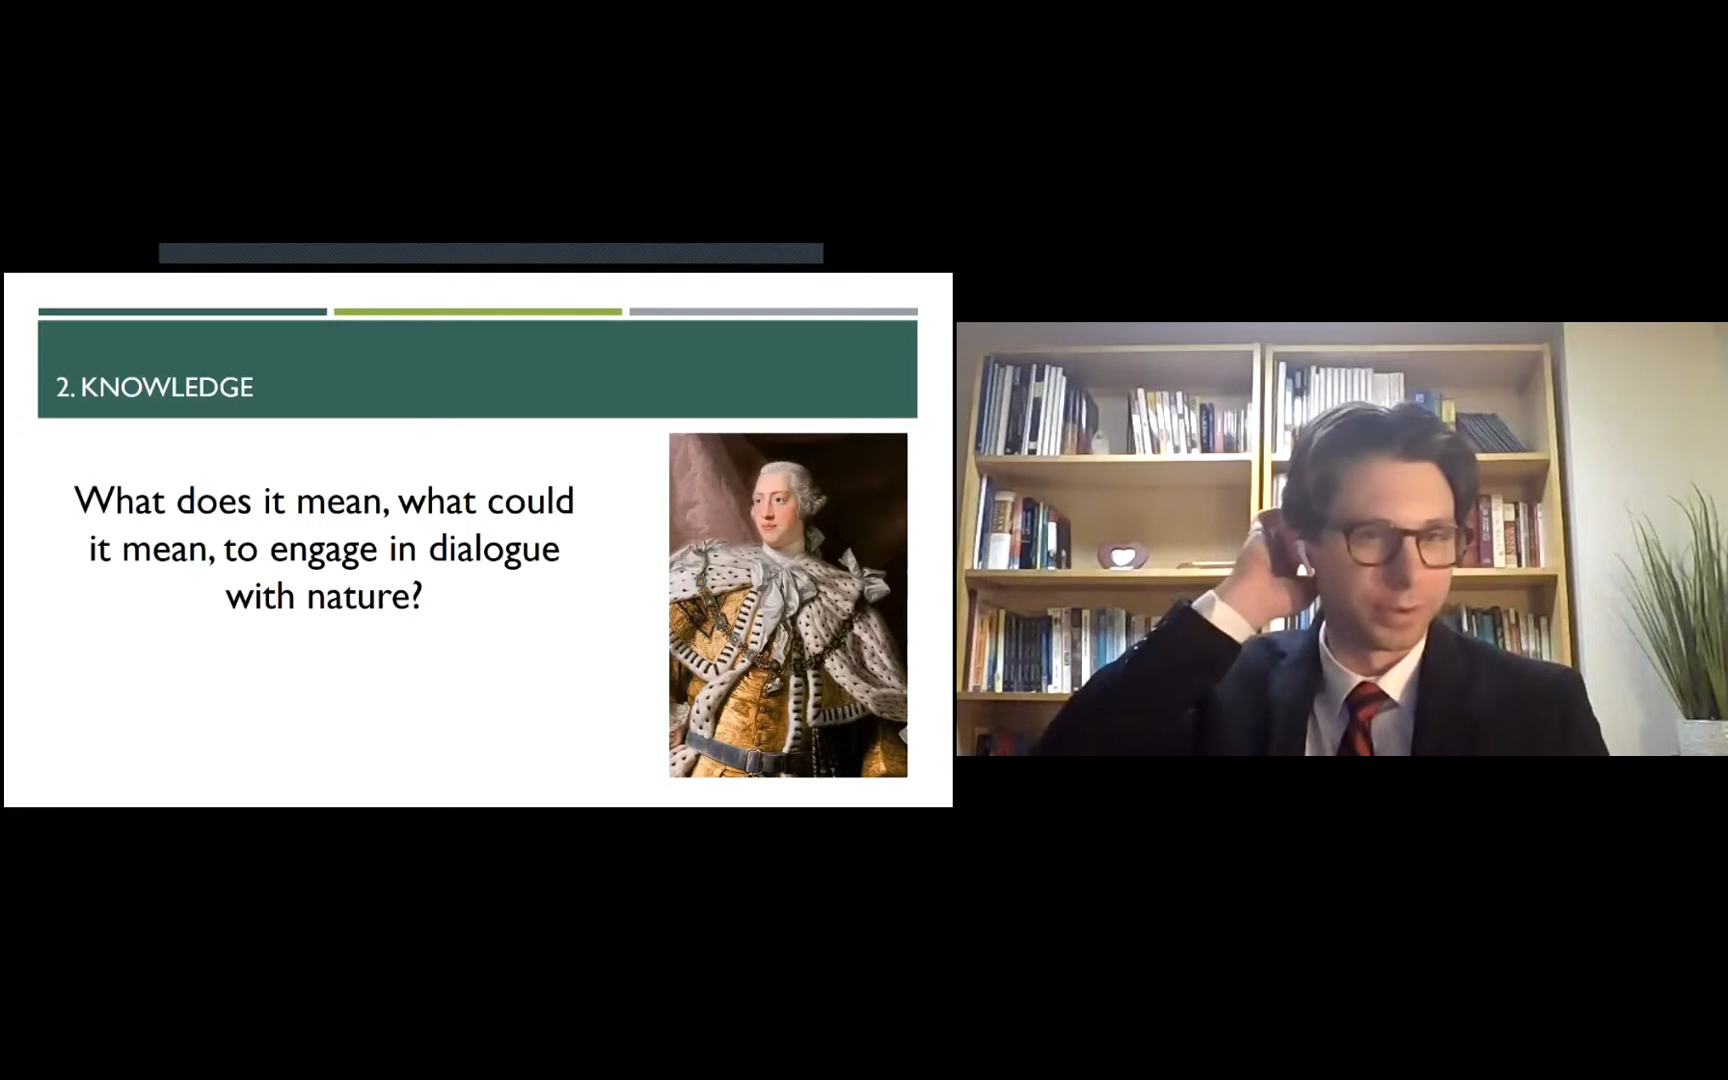 2. KNOWLEDGE
What does it mean, what could
it mean, to engage in dialogue
with nature?